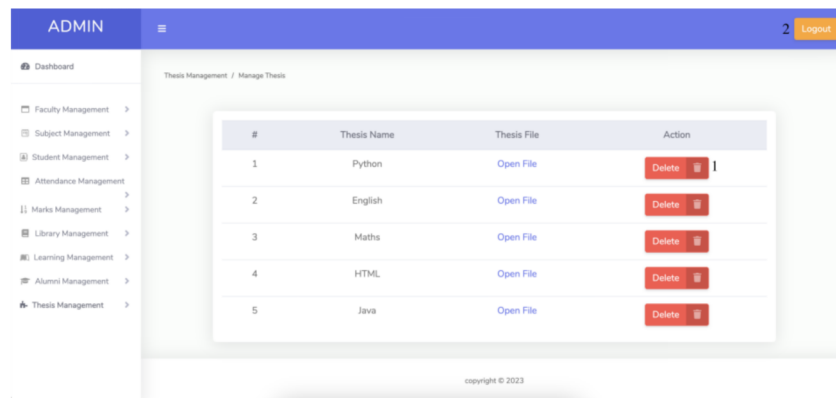 ADMIN
2 Logout
Dashboard
Thesis Management / Manage Thesis
Faculty Management >
Subject Management >
Student Management >
Attendance Management
>
Marks Management >
Library Management >
Learning Management >
Alumni Management >
Thesis Management >
# Thesis Name Thesis File Action
1 Python Open File Delete 1
2 English Open File Delete
3 Maths Open File Delete
4 HTML Open File Delete
5 Java Open File Delete
copyright © 2023